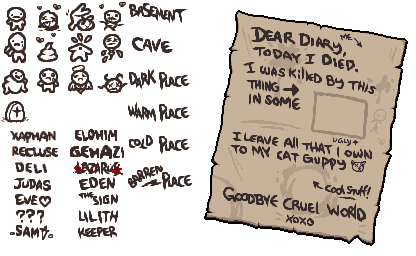 BASEMENT
CAVE
DARK PLACE
WARM PLACE
COLD PLACE
BARREN PLACE
XAPHAN
RECLUSE
DELI
JUDAS
EVE
???
SAM
ELOHIM
GEMAZI
LAZARUS
EDEN
THE SIGN
LILITH
KEEPER
DEAR DIARY,
ME
TODAY I DIED.
I WAS KILLED BY THIS
THING
IN SOME
UGLY
I LEAVE ALL THAT I OWN
TO MY CAT GUPPY
COOL STUFF!
GOODBYE CRUEL WORLD
XOXO